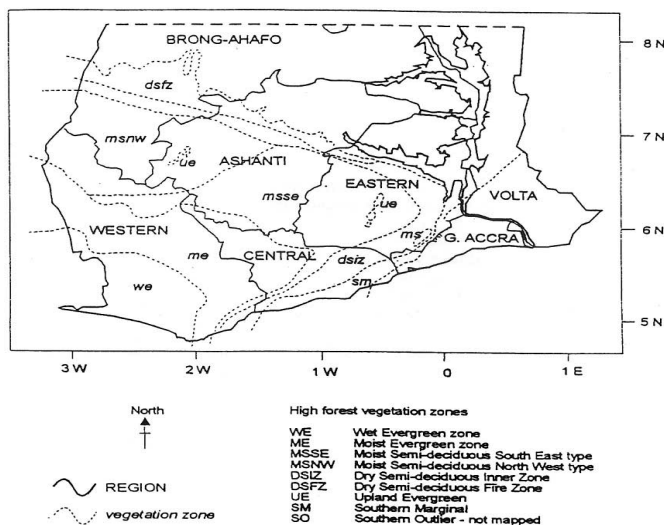 BRONG-AHAFO
8 N
dsfz
msnw
7 N
ue
ASHANTI
EASTERN
msse
ue
VOLTA
WESTERN
ms
6 N
CENTRAL
G. ACCRA
me
dsiz
we
sm
5 N
3 W 2 W 1 W 0 1 E
North
High forest vegetation zones
WE Wet Evergreen zone
ME Moist Evergreen zone
MSSE Moist Semi-deciduous South East type
MSNW Moist Semi-deciduous North West type
DSIZ Dry Semi-deciduous Inner Zone
DSFZ Dry Semi-deciduous Fire Zone
UE Upland Evergreen
SM Southern Marginal
SO Southern Outlier - not mapped
REGION
vegetation zone